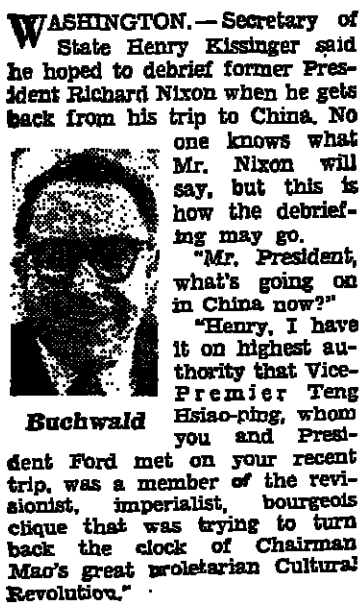 WASHINGTON.—Secretary of
State Henry Kissinger said
he hoped to debrief former Pres-
ident Richard Nixon when he gets
back from his trip to China. No
one knows what
Mr. Nixon will
say, but this is
how the debrief-
ing may go.
"Mr. President,
what's going on
in China now?"
"Henry, I have
it on highest au-
thority that Vice-
Premier Teng
Hsiao-ping, whom
you and Presi-
dent Ford met on your recent
trip, was a member of the revi-
sionist, imperialist, bourgeois
clique that was trying to turn
back the clock of Chairman
Mao's great proletarian Cultural
Revolution."
Buchwald